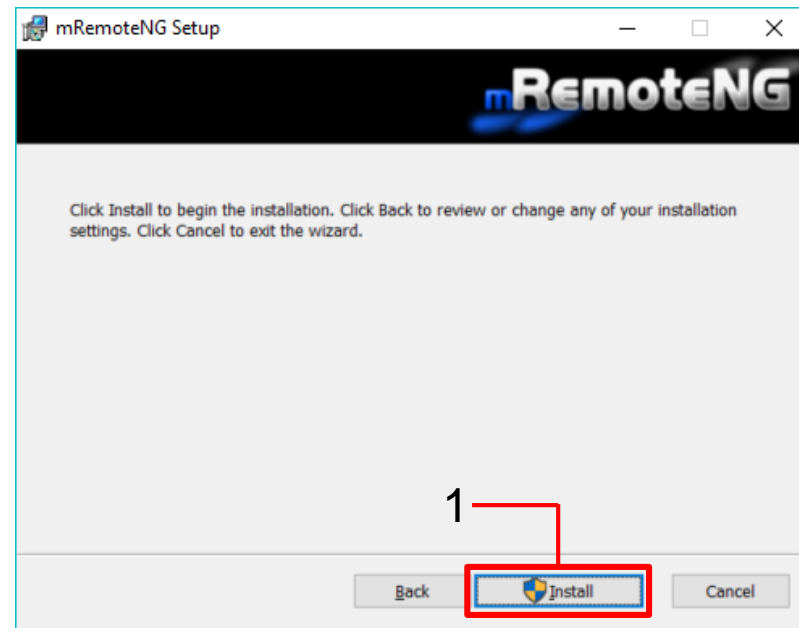 mRemoteNG Setup
mRemoteNG
Click Install to begin the installation. Click Back to review or change any of your installation
settings. Click Cancel to exit the wizard.
1
Back Install Cancel